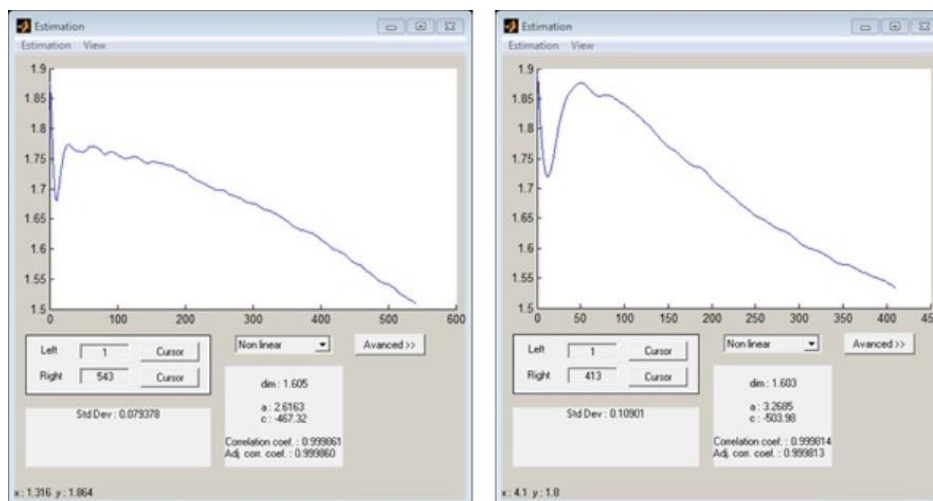 Estimation
Estimation View
1.9
1.85
1.8
1.75
1.7
1.65
1.6
1.55
1.5
0 100 200 300 400 500 600
Left 1 Cursor
Right 543 Cursor
Non linear
Avanced >>
dim : 1.605
a : 2.6163
c : -467.32
Correlation coef. : 0.999861
Adj. corr. coef. : 0.999860
Std Dev : 0.079378
x : 1.316 y : 1.864
Estimation
Estimation View
1.9
1.85
1.8
1.75
1.7
1.65
1.6
1.55
1.5
0 50 100 150 200 250 300 350 400 45
Left 1 Cursor
Right 413 Cursor
Non linear
Avanced >>
dim : 1.603
a : 3.2685
c : -503.98
Correlation coef. : 0.999814
Adj. corr. coef. : 0.999813
Std Dev : 0.10901
x : 4.1 y : 1.8